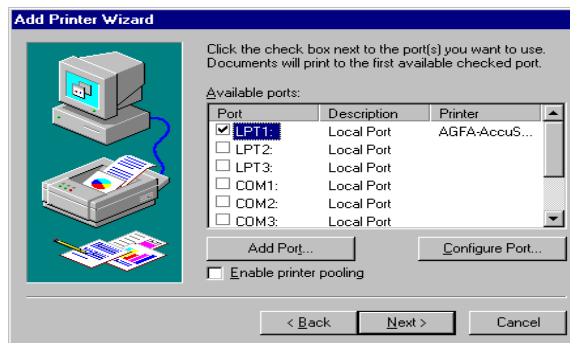 Add Printer Wizard
Click the check box next to the port(s) you want to use.
Documents will print to the first available checked port.
Available ports:
Port Description Printer
LPT1: Local Port AGFA-AccuS...
LPT2: Local Port
LPT3: Local Port
COM1: Local Port
COM2: Local Port
COM3: Local Port
Add Port... Configure Port...
Enable printer pooling
< Back Next > Cancel